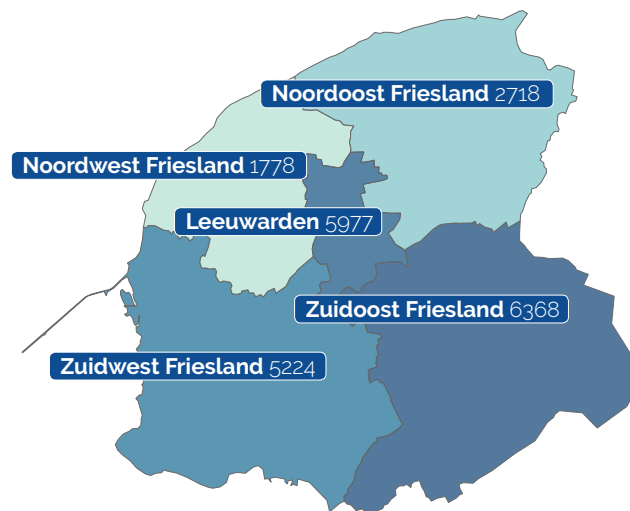 Noordoost Friesland 2718
Noordwest Friesland 1778
Leeuwarden 5977
Zuidoost Friesland 6368
Zuidwest Friesland 5224